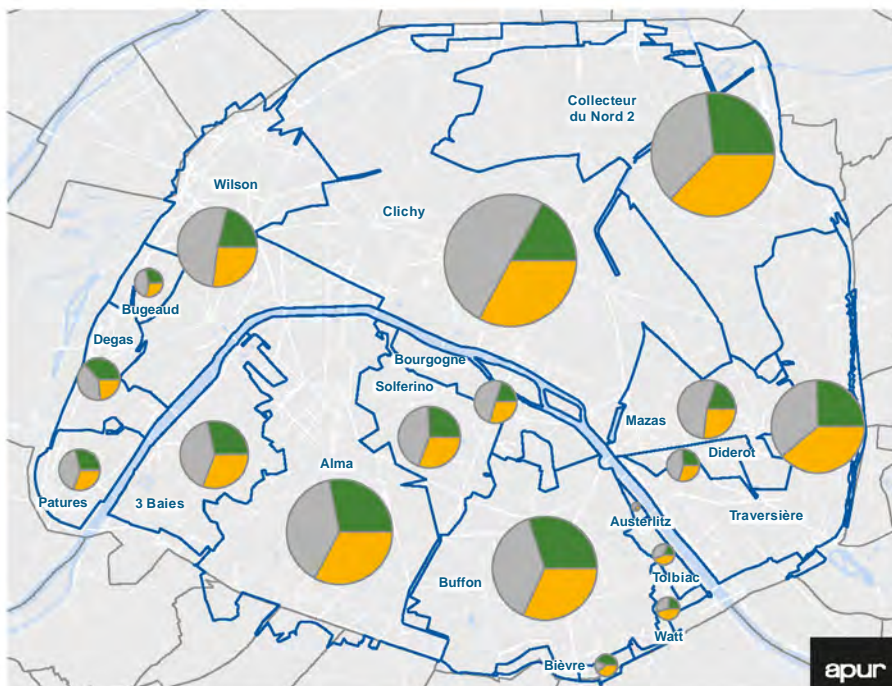 Collecteur
du Nord 2
Wilson
Clichy
Bugeaud
Degas
Bourgogne
Solferino
Mazas
Diderot
Alma
Patures
3 Baies
Austerlitz
Traversière
Buffon
Tolbiac
Watt
Bièvre
apur